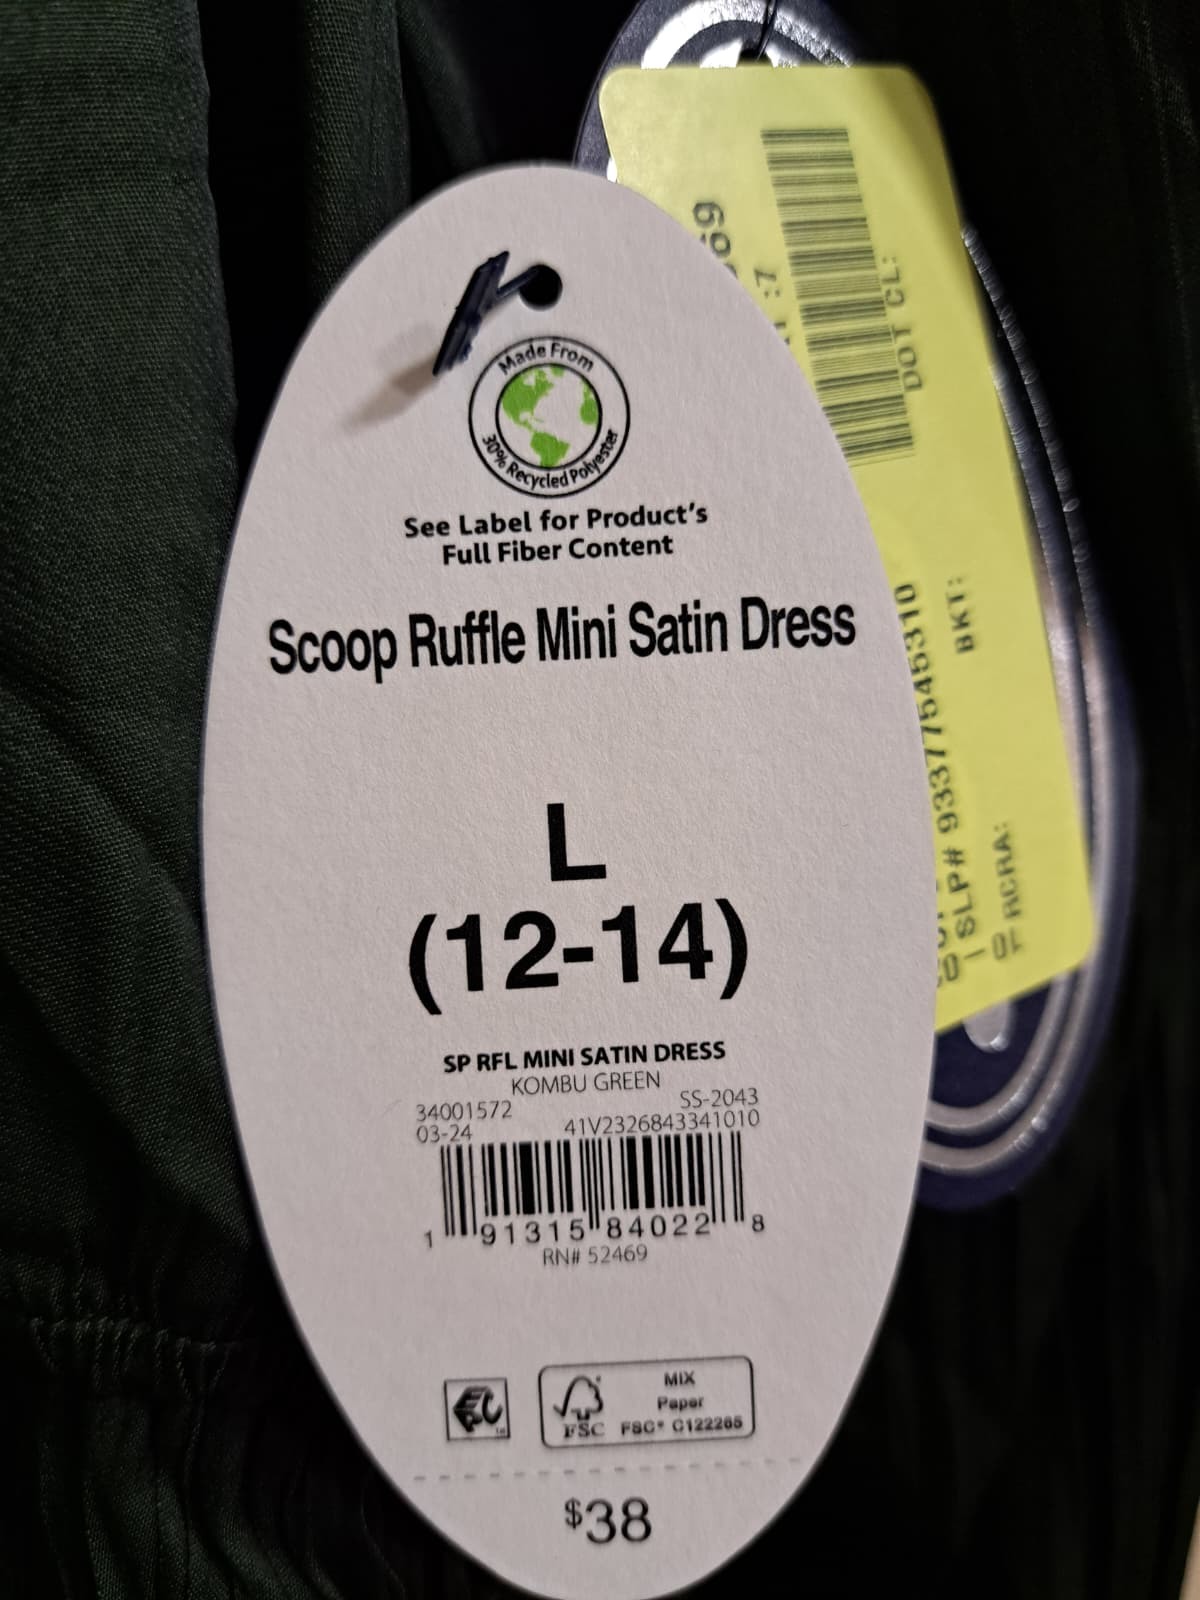 Made From
30% Recycled Polyester
See Label for Product's
Full Fiber Content
Scoop Ruffle Mini Satin Dress
L
(12-14)
SP RFL MINI SATIN DRESS
KOMBU GREEN
34001572 SS-2043
03-24 41V2326843341010
1 91315 84022 8
RN# 52469
FSC
MIX
Paper
FSC® C122265
$38
DOT CL:
BKT:
SLP#
RCRA: